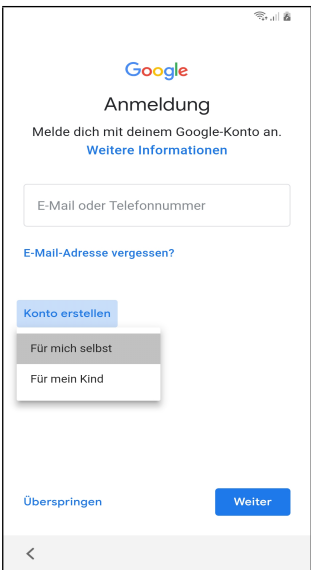 Google
Anmeldung
Melde dich mit deinem Google-Konto an.
Weitere Informationen
E-Mail oder Telefonnummer
E-Mail-Adresse vergessen?
Konto erstellen
Für mich selbst
Für mein Kind
Überspringen
Weiter